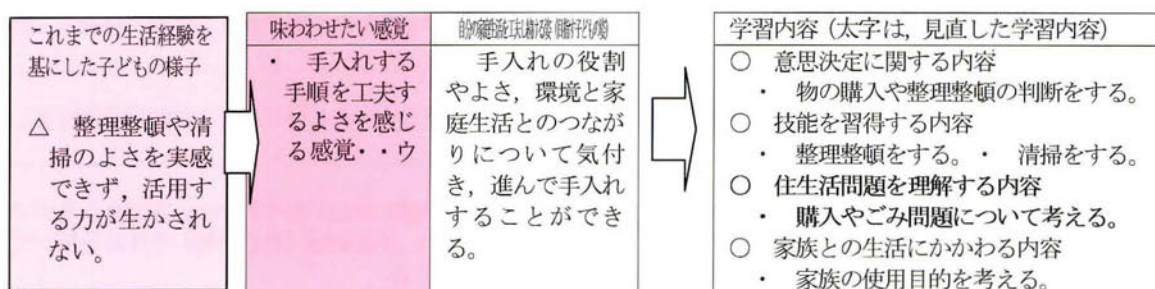 これまでの生活経験を
基にした子どもの様子
△　整理整頓や清
掃のよさを実感
できず，活用す
る力が生かされ
ない。
味わわせたい感覚
・　手入れする
手順を工夫す
るよさを感じ
る感覚・・ウ
手入れの役割
やよさ，環境と家
庭生活とのつなが
りについて気付
き，進んで手入れ
することができ
る。
学習内容（太字は，見直した学習内容）
○　意思決定に関する内容
・　物の購入や整理整頓の判断をする。
○　技能を習得する内容
・　整理整頓をする。・　清掃をする。
○　住生活問題を理解する内容
・　購入やごみ問題について考える。
○　家族との生活にかかわる内容
・　家族の使用目的を考える。